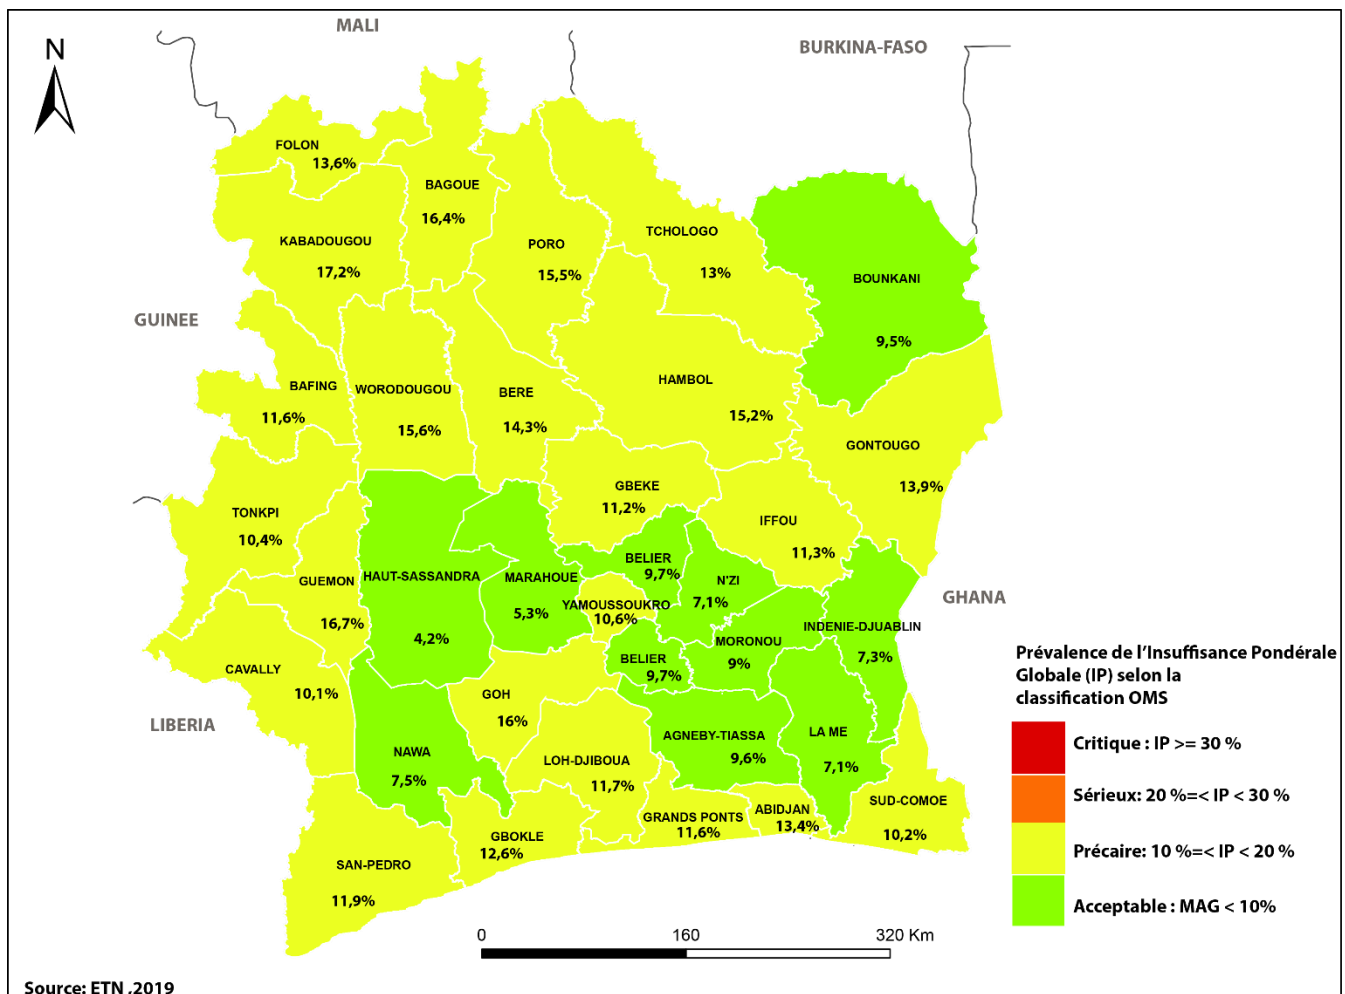 MALI
BURKINA-FASO
N
FOLON
13,6%
BAGOUE
16,4%
KABADOUGOU
17,2%
PORO
15,5%
TCHOLOGO
13%
BOUNKANI
9,5%
GUINEE
BAFING
11,6%
WORODOUGOU
15,6%
BERE
14,3%
HAMBOL
15,2%
GONTOUGO
13,9%
TONKPI
10,4%
GBEKE
11,2%
IFFOU
11,3%
GUEMON
16,7%
HAUT-SASSANDRA
4,2%
MARAHOUE
5,3%
BELIER
9,7%
N'ZI
7,1%
YAMOUSSOUKRO
10,6%
GHANA
INDENIE-DJUABLIN
7,3%
MORONOU
9%
BELIER
9,7%
CAVALLY
10,1%
GOH
16%
LIBERIA
NAWA
7,5%
LOH-DJIBOUA
11,7%
AGNEBY-TIASSA
9,6%
LA ME
7,1%
SUD-COMOE
10,2%
ABIDJAN
13,4%
GRANDS PONTS
11,6%
GBOKLE
12,6%
SAN-PEDRO
11,9%
Prévalence de l'Insuffisance Pondérale
Globale (IP) selon la
classification OMS
Critique : IP >= 30 %
Sérieux: 20 %=< IP < 30 %
Précaire: 10 %=< IP < 20 %
Acceptable : MAG < 10%
0 160 320 Km
Source: ETN ,2019